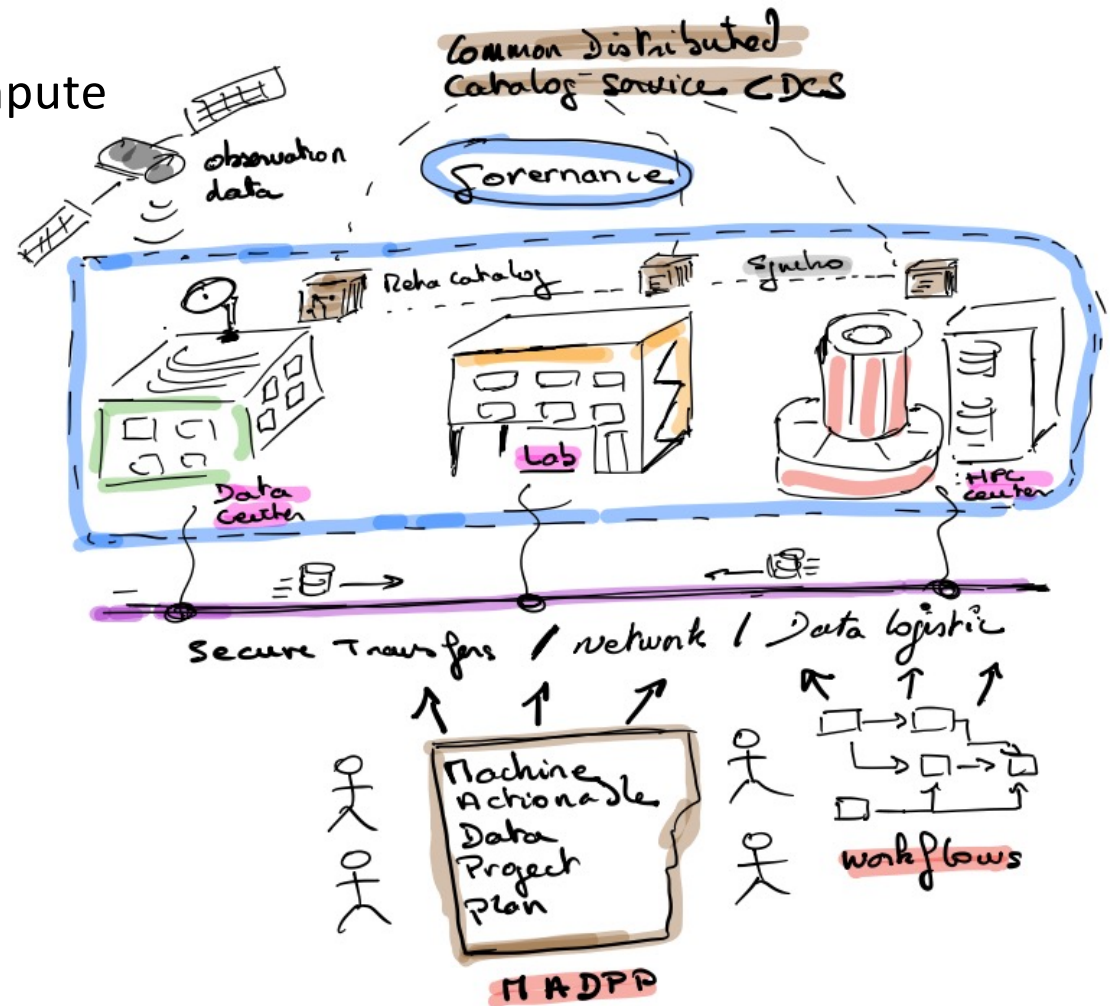 mpute
Common Distributed
Catalog Service CDCS
observation
data
Governance
Meta catalog
Synchro
Data
Center
Lab
HPC
center
Secure Transfers / network / Data logistic
Machine
Actionable
Data
Project
plan
workflows
MADPP